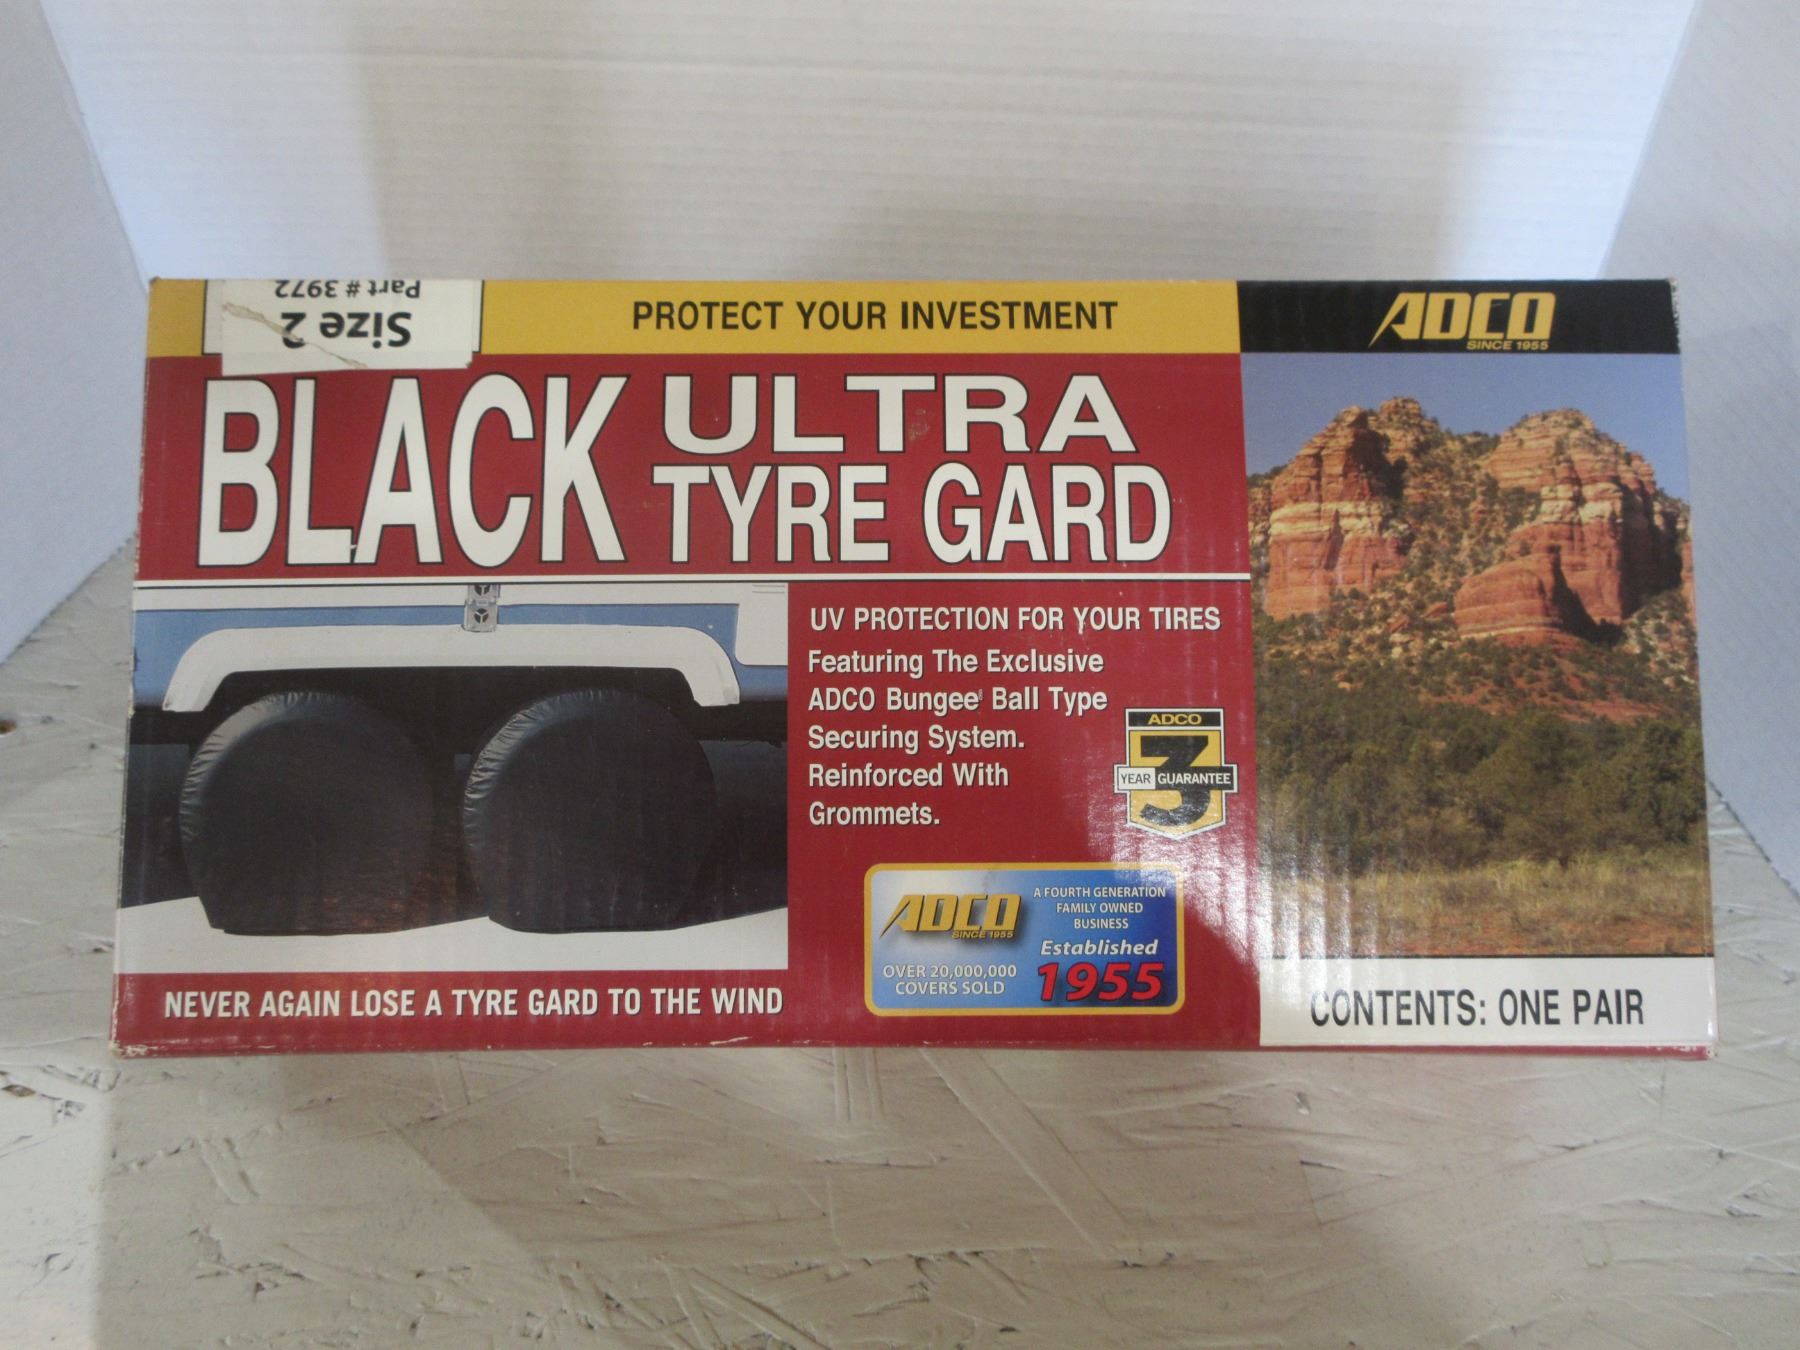 Size 2
Part # 3972
PROTECT YOUR INVESTMENT
ADCO
SINCE 1955
BLACK ULTRA
TYRE GARD
UV PROTECTION FOR YOUR TIRES
Featuring The Exclusive
ADCO Bungee® Ball Type
Securing System.
Reinforced With
Grommets.
ADCO
3
YEAR GUARANTEE
ADCO
SINCE 1955
OVER 20,000,000
COVERS SOLD
A FOURTH GENERATION
FAMILY OWNED
BUSINESS
Established
1955
NEVER AGAIN LOSE A TYRE GARD TO THE WIND
CONTENTS: ONE PAIR